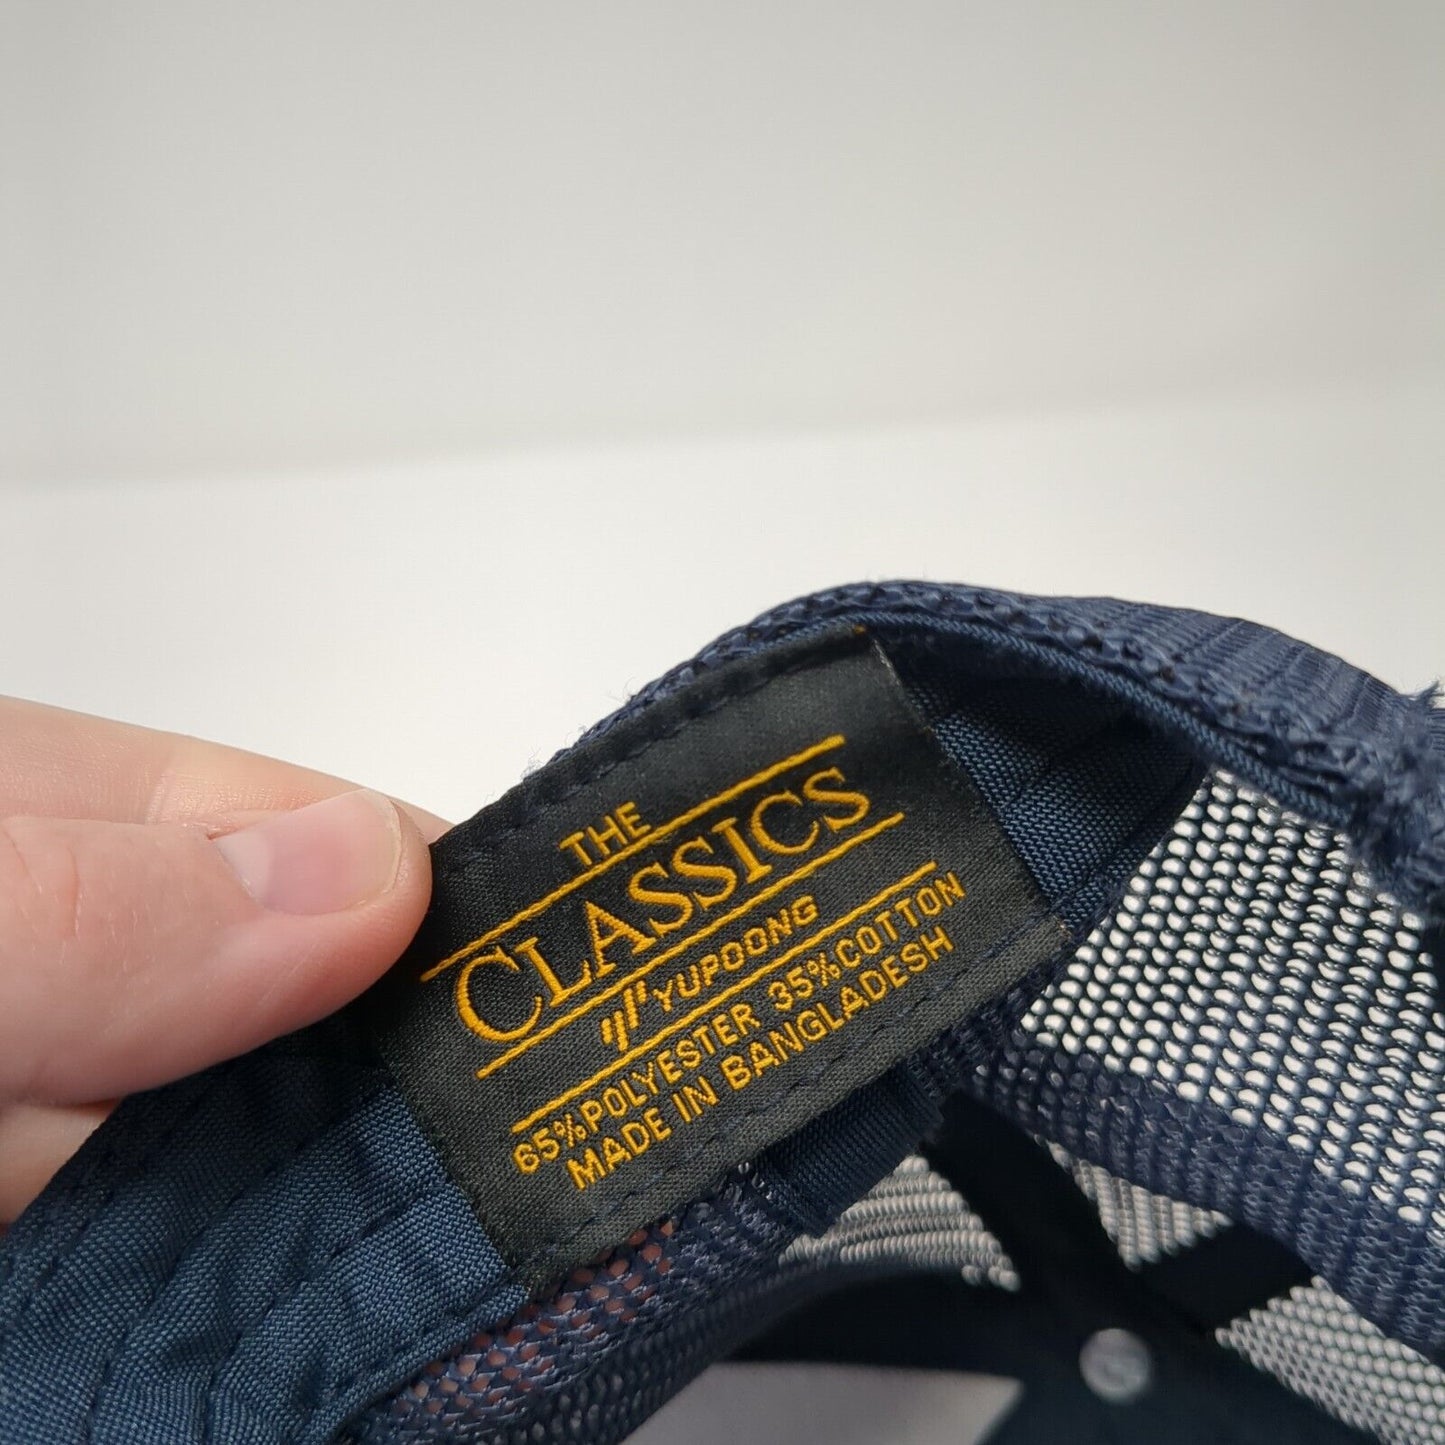 THE
CLASSICS
YUPOONG
65%POLYESTER 35%COTTON
MADE IN BANGLADESH